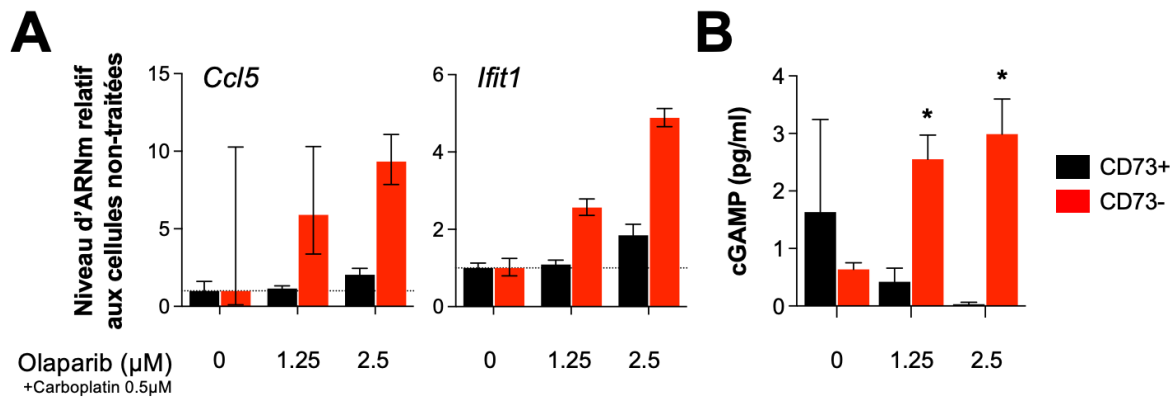 A
B
Niveau d'ARNm relatif
aux cellules non-traitées
Ccl5
15
10
5
0
Ifit1
6
4
2
0
cGAMP (pg/ml)
4
3
2
1
0
*
*
CD73+
CD73-
Olaparib (µM)
+Carboplatin 0.5µM
0 1.25 2.5
0 1.25 2.5
0 1.25 2.5